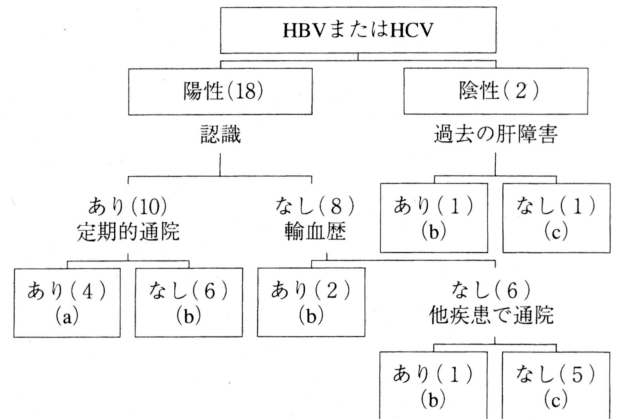 HBVまたはHCV
陽性(18)
陰性(2)
認識
過去の肝障害
あり(10)
定期的通院
なし(8)
輸血歴
あり(1)
(b)
なし(1)
(c)
あり(4)
(a)
なし(6)
(b)
あり(2)
(b)
なし(6)
他疾患で通院
あり(1)
(b)
なし(5)
(c)